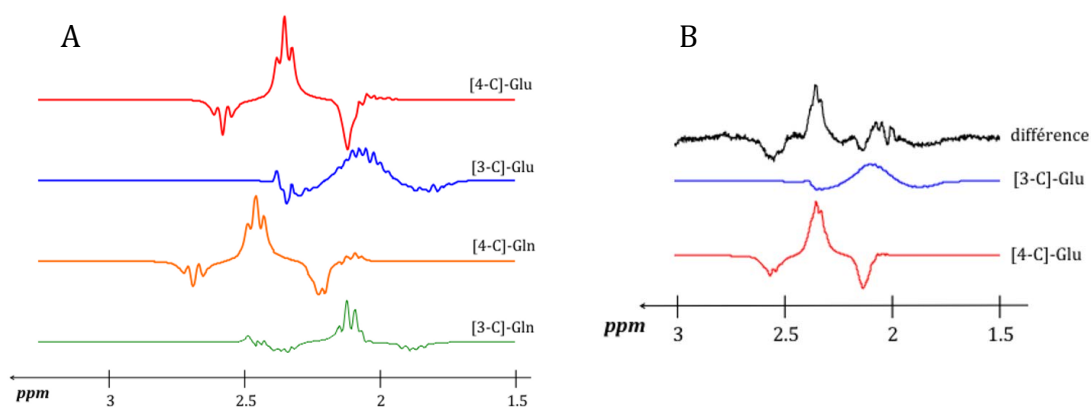 A
[4-C]-Glu
[3-C]-Glu
[4-C]-Gln
[3-C]-Gln
ppm 3 2.5 2 1.5
B
différence
[3-C]-Glu
[4-C]-Glu
ppm
3 2.5 2 1.5